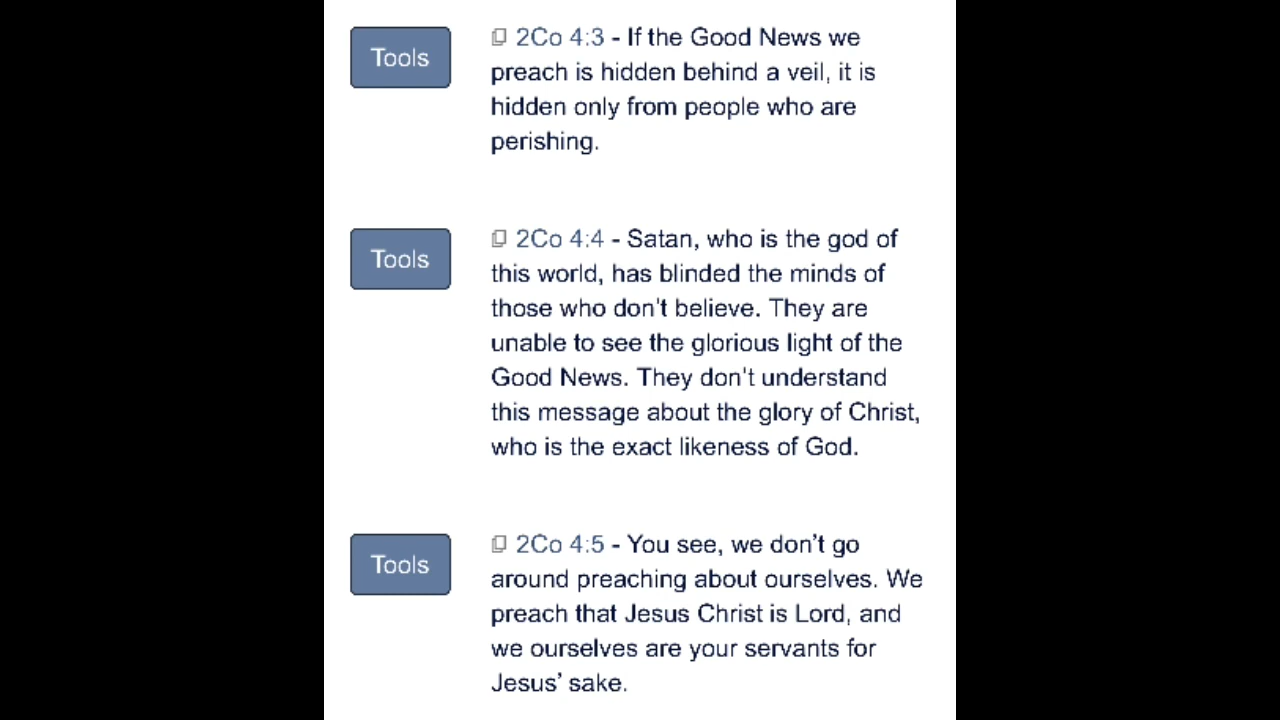 Tools
2Co 4:3 - If the Good News we
preach is hidden behind a veil, it is
hidden only from people who are
perishing.
Tools
2Co 4:4 - Satan, who is the god of
this world, has blinded the minds of
those who don't believe. They are
unable to see the glorious light of the
Good News. They don't understand
this message about the glory of Christ,
who is the exact likeness of God.
Tools
2Co 4:5 - You see, we don’t go
around preaching about ourselves. We
preach that Jesus Christ is Lord, and
we ourselves are your servants for
Jesus’ sake.